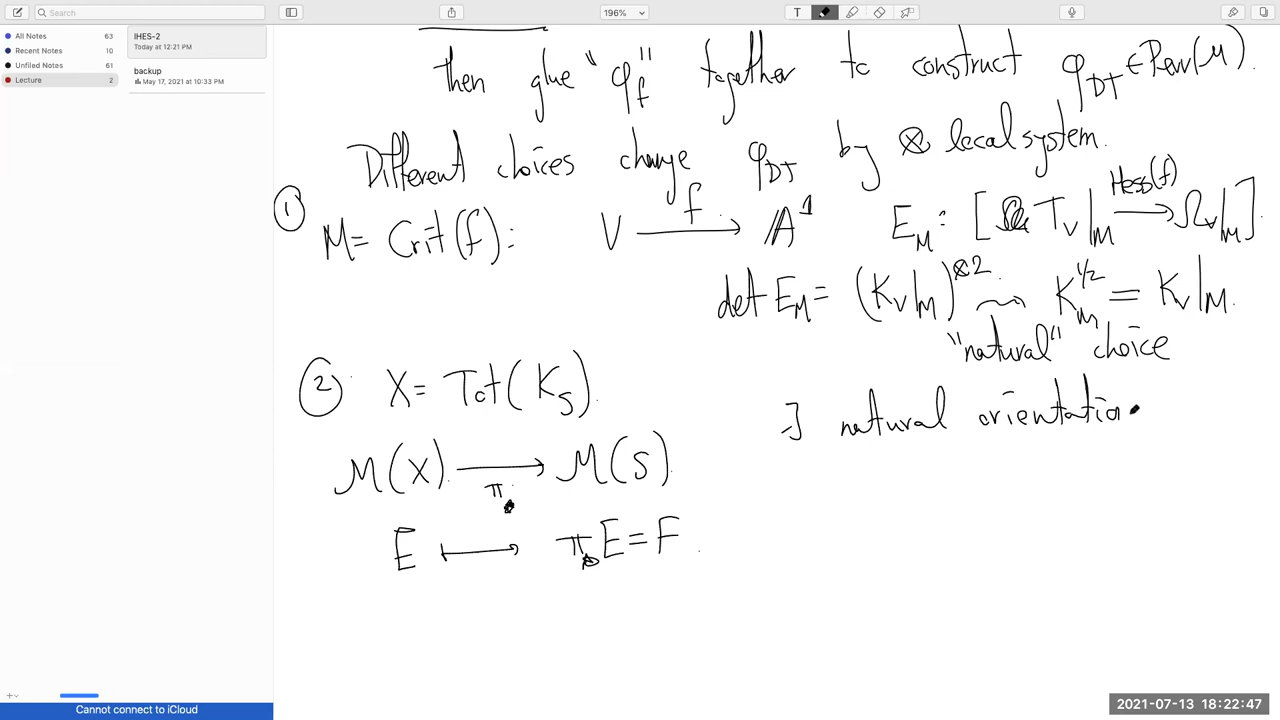 Search
196%
T
All Notes 63
Recent Notes 10
Unfiled Notes 61
Lecture 2
IHES-2
Today at 12:21 PM
backup
May 17, 2021 at 10:33 PM
then glue "φ_f" together to construct φ_DT ∈ Perv(M).
Different choices change φ_DT by ⊗ local system.
① M = Crit(f): V —f→ A¹ E_M: [T_V|_M —Hess(f)→ Ω_V|_M].
det E_M = (K_V|_M)^{⊗2} ⇝ K_M^{1/2} = K_V|_M.
"natural" choice
② X = Tot(K_S). ∃ natural orientation
M(X) —π_*→ M(S).
E ⟼ π_* E = F.
Cannot connect to iCloud
2021-07-13 18:22:47